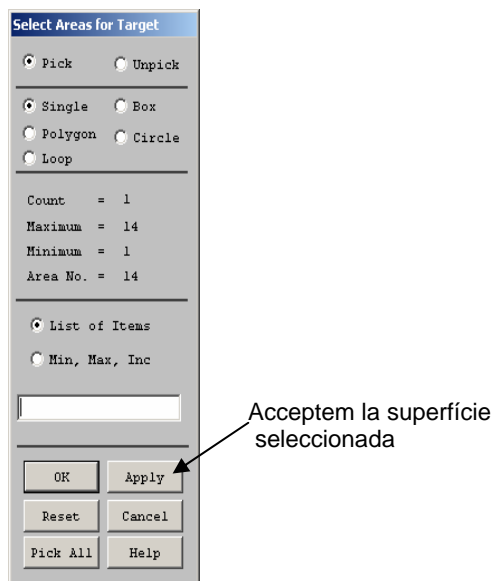 Select Areas for Target
Pick Unpick
Single Box
Polygon Circle
Loop
Count = 1
Maximum = 14
Minimum = 1
Area No. = 14
List of Items
Min, Max, Inc
Acceptem la superfície
seleccionada
OK Apply
Reset Cancel
Pick All Help